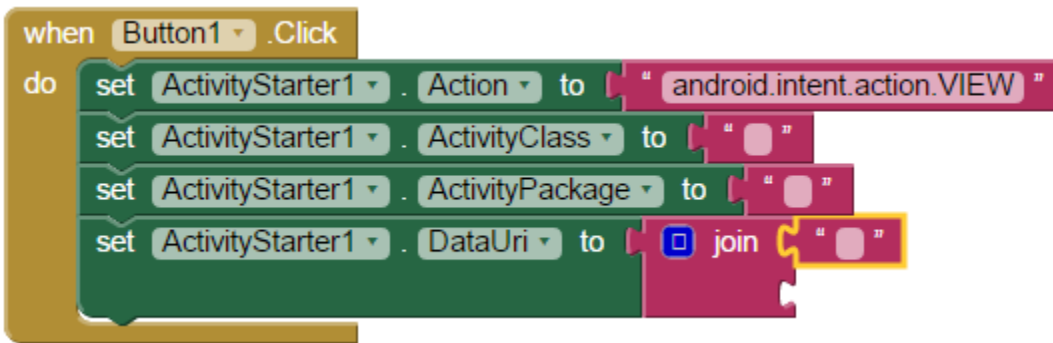 when Button1 .Click
do set ActivityStarter1 . Action to " android.intent.action.VIEW "
set ActivityStarter1 . ActivityClass to " "
set ActivityStarter1 . ActivityPackage to " "
set ActivityStarter1 . DataUri to join " "